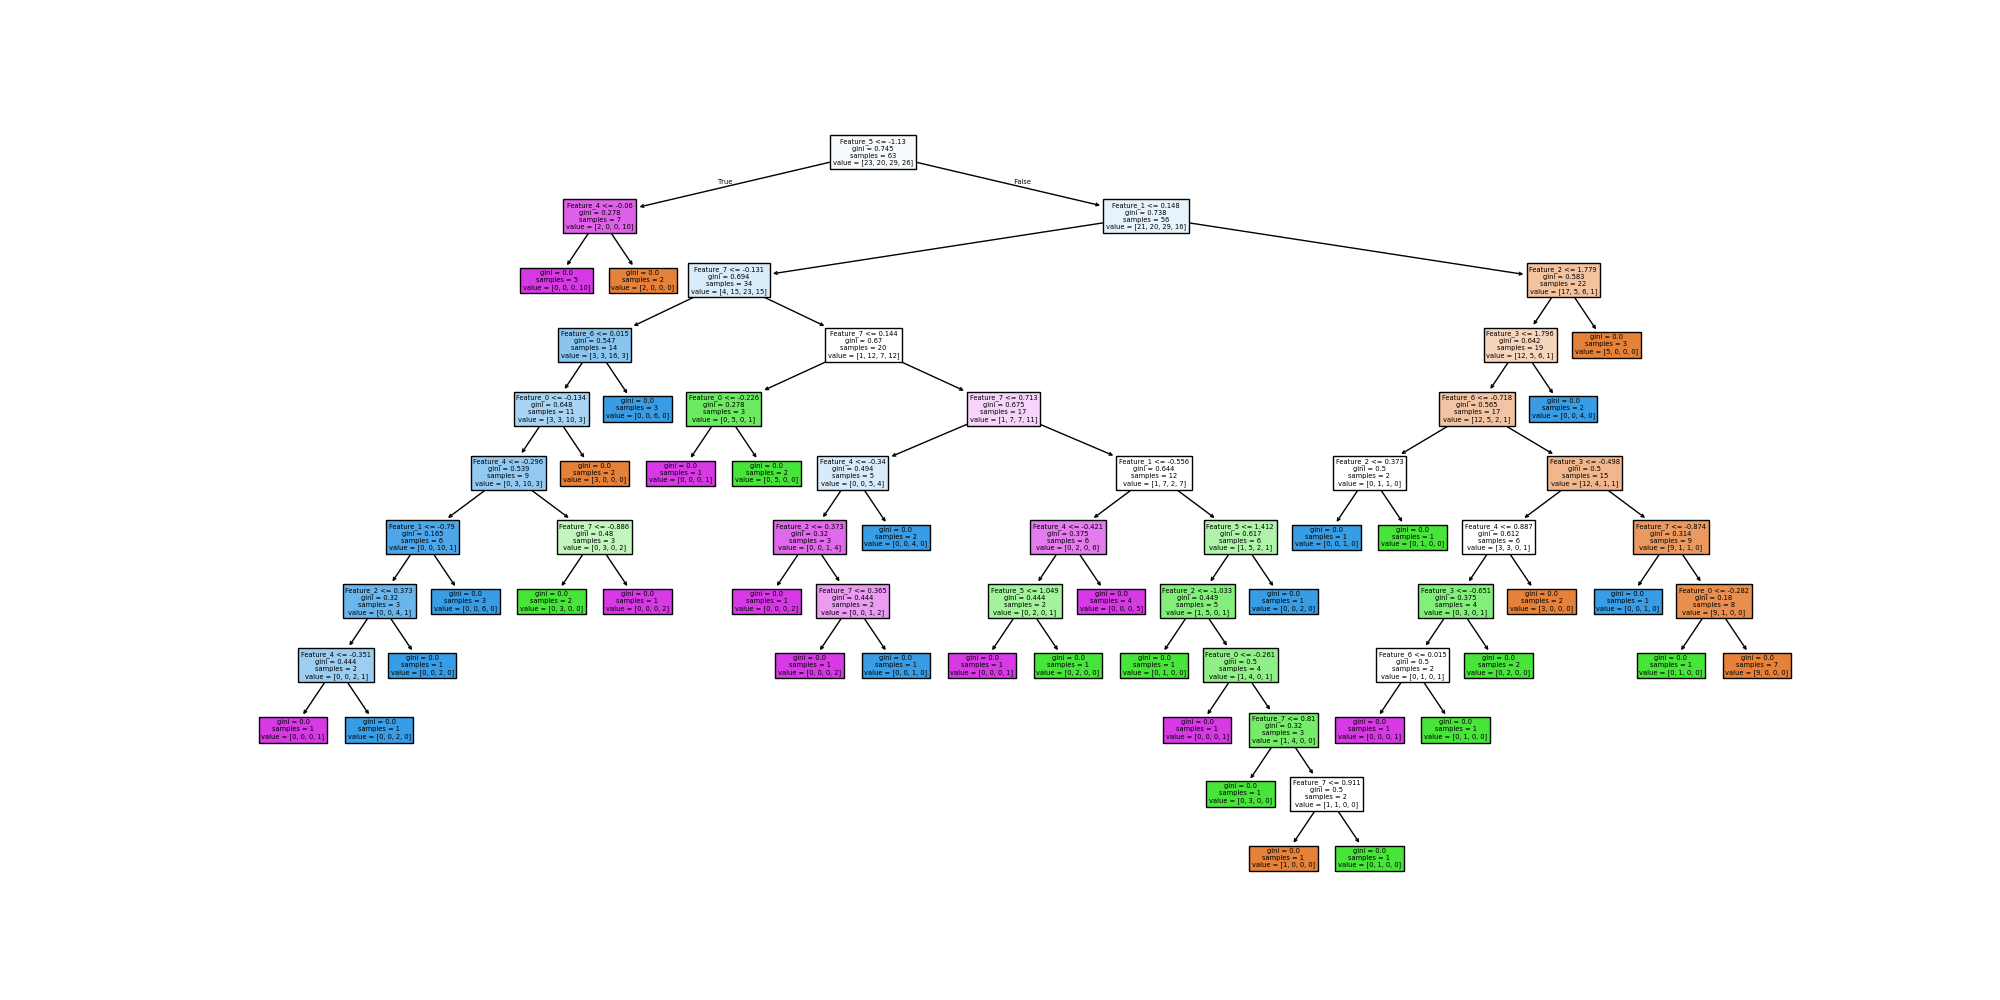 Feature_5 <= -1.13
gini = 0.745
samples = 63
value = [23, 20, 29, 26]
True
False
Feature_4 <= -0.06
gini = 0.278
samples = 7
value = [2, 0, 0, 10]
Feature_1 <= 0.148
gini = 0.738
samples = 56
value = [21, 20, 29, 16]
gini = 0.0
samples = 5
value = [0, 0, 0, 10]
gini = 0.0
samples = 2
value = [2, 0, 0, 0]
Feature_7 <= -0.131
gini = 0.694
samples = 34
value = [4, 15, 23, 15]
Feature_2 <= 1.779
gini = 0.583
samples = 22
value = [17, 5, 6, 1]
Feature_6 <= 0.015
gini = 0.547
samples = 14
value = [3, 3, 16, 3]
Feature_7 <= 0.144
gini = 0.67
samples = 20
value = [1, 12, 7, 12]
Feature_3 <= 1.796
gini = 0.642
samples = 19
value = [12, 5, 6, 1]
gini = 0.0
samples = 3
value = [5, 0, 0, 0]
Feature_0 <= -0.134
gini = 0.648
samples = 11
value = [3, 3, 10, 3]
gini = 0.0
samples = 3
value = [0, 0, 6, 0]
Feature_0 <= -0.226
gini = 0.278
samples = 3
value = [0, 5, 0, 1]
Feature_7 <= 0.713
gini = 0.675
samples = 17
value = [1, 7, 7, 11]
Feature_6 <= -0.718
gini = 0.565
samples = 17
value = [12, 5, 2, 1]
gini = 0.0
samples = 2
value = [0, 0, 4, 0]
Feature_4 <= -0.296
gini = 0.539
samples = 9
value = [0, 3, 10, 3]
gini = 0.0
samples = 2
value = [3, 0, 0, 0]
gini = 0.0
samples = 1
value = [0, 0, 0, 1]
gini = 0.0
samples = 2
value = [0, 5, 0, 0]
Feature_4 <= -0.34
gini = 0.494
samples = 5
value = [0, 0, 5, 4]
Feature_1 <= -0.556
gini = 0.644
samples = 12
value = [1, 7, 2, 7]
Feature_2 <= 0.373
gini = 0.5
samples = 2
value = [0, 1, 1, 0]
Feature_3 <= -0.498
gini = 0.5
samples = 15
value = [12, 4, 1, 1]
Feature_1 <= -0.79
gini = 0.165
samples = 6
value = [0, 0, 10, 1]
Feature_7 <= -0.886
gini = 0.48
samples = 3
value = [0, 3, 0, 2]
Feature_2 <= 0.373
gini = 0.32
samples = 3
value = [0, 0, 1, 4]
gini = 0.0
samples = 2
value = [0, 0, 4, 0]
Feature_4 <= -0.421
gini = 0.375
samples = 6
value = [0, 2, 0, 6]
Feature_5 <= 1.412
gini = 0.617
samples = 6
value = [1, 5, 2, 1]
gini = 0.0
samples = 1
value = [0, 0, 1, 0]
gini = 0.0
samples = 1
value = [0, 1, 0, 0]
Feature_4 <= 0.887
gini = 0.612
samples = 6
value = [3, 3, 0, 1]
Feature_7 <= -0.874
gini = 0.314
samples = 9
value = [9, 1, 1, 0]
Feature_2 <= 0.373
gini = 0.32
samples = 3
value = [0, 0, 4, 1]
gini = 0.0
samples = 3
value = [0, 0, 6, 0]
gini = 0.0
samples = 2
value = [0, 3, 0, 0]
gini = 0.0
samples = 1
value = [0, 0, 0, 2]
gini = 0.0
samples = 1
value = [0, 0, 0, 2]
Feature_7 <= 0.365
gini = 0.444
samples = 2
value = [0, 0, 1, 2]
Feature_5 <= 1.049
gini = 0.444
samples = 2
value = [0, 2, 0, 1]
gini = 0.0
samples = 4
value = [0, 0, 0, 5]
Feature_2 <= -1.033
gini = 0.449
samples = 5
value = [1, 5, 0, 1]
gini = 0.0
samples = 1
value = [0, 0, 2, 0]
Feature_3 <= -0.651
gini = 0.375
samples = 4
value = [0, 3, 0, 1]
gini = 0.0
samples = 2
value = [3, 0, 0, 0]
gini = 0.0
samples = 1
value = [0, 0, 1, 0]
Feature_0 <= -0.282
gini = 0.18
samples = 8
value = [9, 1, 0, 0]
Feature_4 <= -0.351
gini = 0.444
samples = 2
value = [0, 0, 2, 1]
gini = 0.0
samples = 1
value = [0, 0, 2, 0]
gini = 0.0
samples = 1
value = [0, 0, 0, 2]
gini = 0.0
samples = 1
value = [0, 0, 1, 0]
gini = 0.0
samples = 1
value = [0, 0, 0, 1]
gini = 0.0
samples = 1
value = [0, 2, 0, 0]
gini = 0.0
samples = 1
value = [0, 1, 0, 0]
Feature_0 <= -0.261
gini = 0.5
samples = 4
value = [1, 4, 0, 1]
Feature_6 <= 0.015
gini = 0.5
samples = 2
value = [0, 1, 0, 1]
gini = 0.0
samples = 2
value = [0, 2, 0, 0]
gini = 0.0
samples = 1
value = [0, 1, 0, 0]
gini = 0.0
samples = 7
value = [9, 0, 0, 0]
gini = 0.0
samples = 1
value = [0, 0, 0, 1]
gini = 0.0
samples = 1
value = [0, 0, 2, 0]
gini = 0.0
samples = 1
value = [0, 0, 0, 1]
Feature_7 <= 0.81
gini = 0.32
samples = 3
value = [1, 4, 0, 0]
gini = 0.0
samples = 1
value = [0, 0, 0, 1]
gini = 0.0
samples = 1
value = [0, 1, 0, 0]
gini = 0.0
samples = 1
value = [0, 3, 0, 0]
Feature_7 <= 0.911
gini = 0.5
samples = 2
value = [1, 1, 0, 0]
gini = 0.0
samples = 1
value = [1, 0, 0, 0]
gini = 0.0
samples = 1
value = [0, 1, 0, 0]